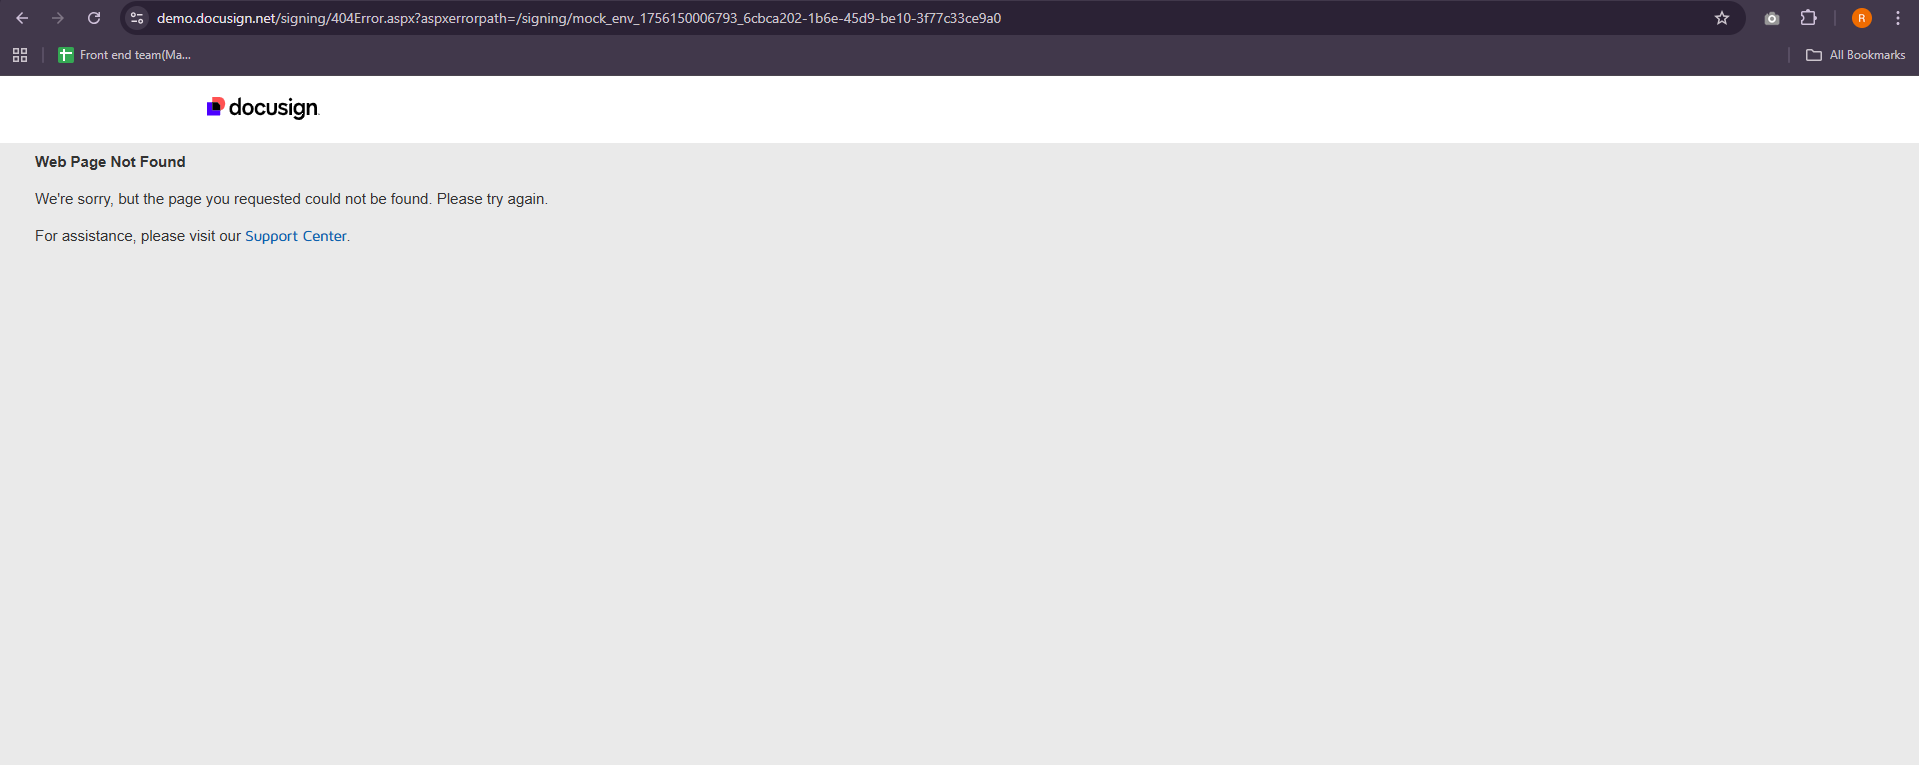 demo.docusign.net/signing/404Error.aspx?aspxerrorpath=/signing/mock_env_1756150006793_6cbca202-1b6e-45d9-be10-3f77c33ce9a0
R
Front end team(Ma...
All Bookmarks
docusign
Web Page Not Found
We're sorry, but the page you requested could not be found. Please try again.
For assistance, please visit our Support Center.